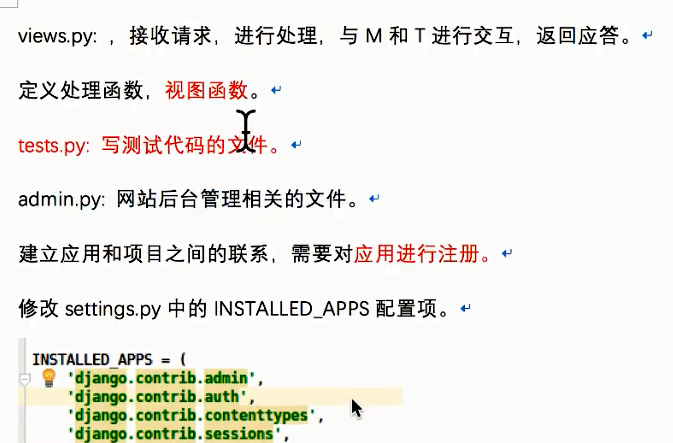 views.py: ，接收请求，进行处理，与 M 和 T 进行交互，返回应答。
定义处理函数，视图函数。
tests.py: 写测试代码的文件。
admin.py: 网站后台管理相关的文件。
建立应用和项目之间的联系，需要对应用进行注册。
修改 settings.py 中的 INSTALLED_APPS 配置项。
INSTALLED_APPS = (
'django.contrib.admin',
'django.contrib.auth',
'django.contrib.contenttypes',
'django.contrib.sessions',